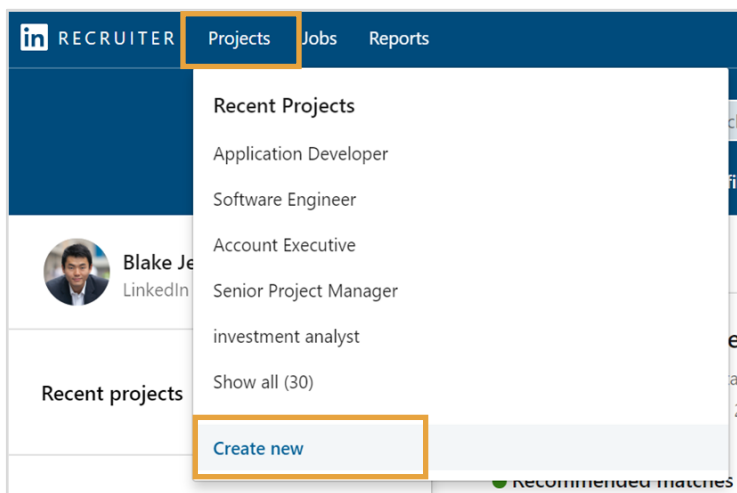 in RECRUITER Projects Jobs Reports
Recent Projects
Application Developer
Software Engineer
Account Executive
Senior Project Manager
investment analyst
Show all (30)
Create new
Blake Je
LinkedIn
Recent projects
Recommended matches